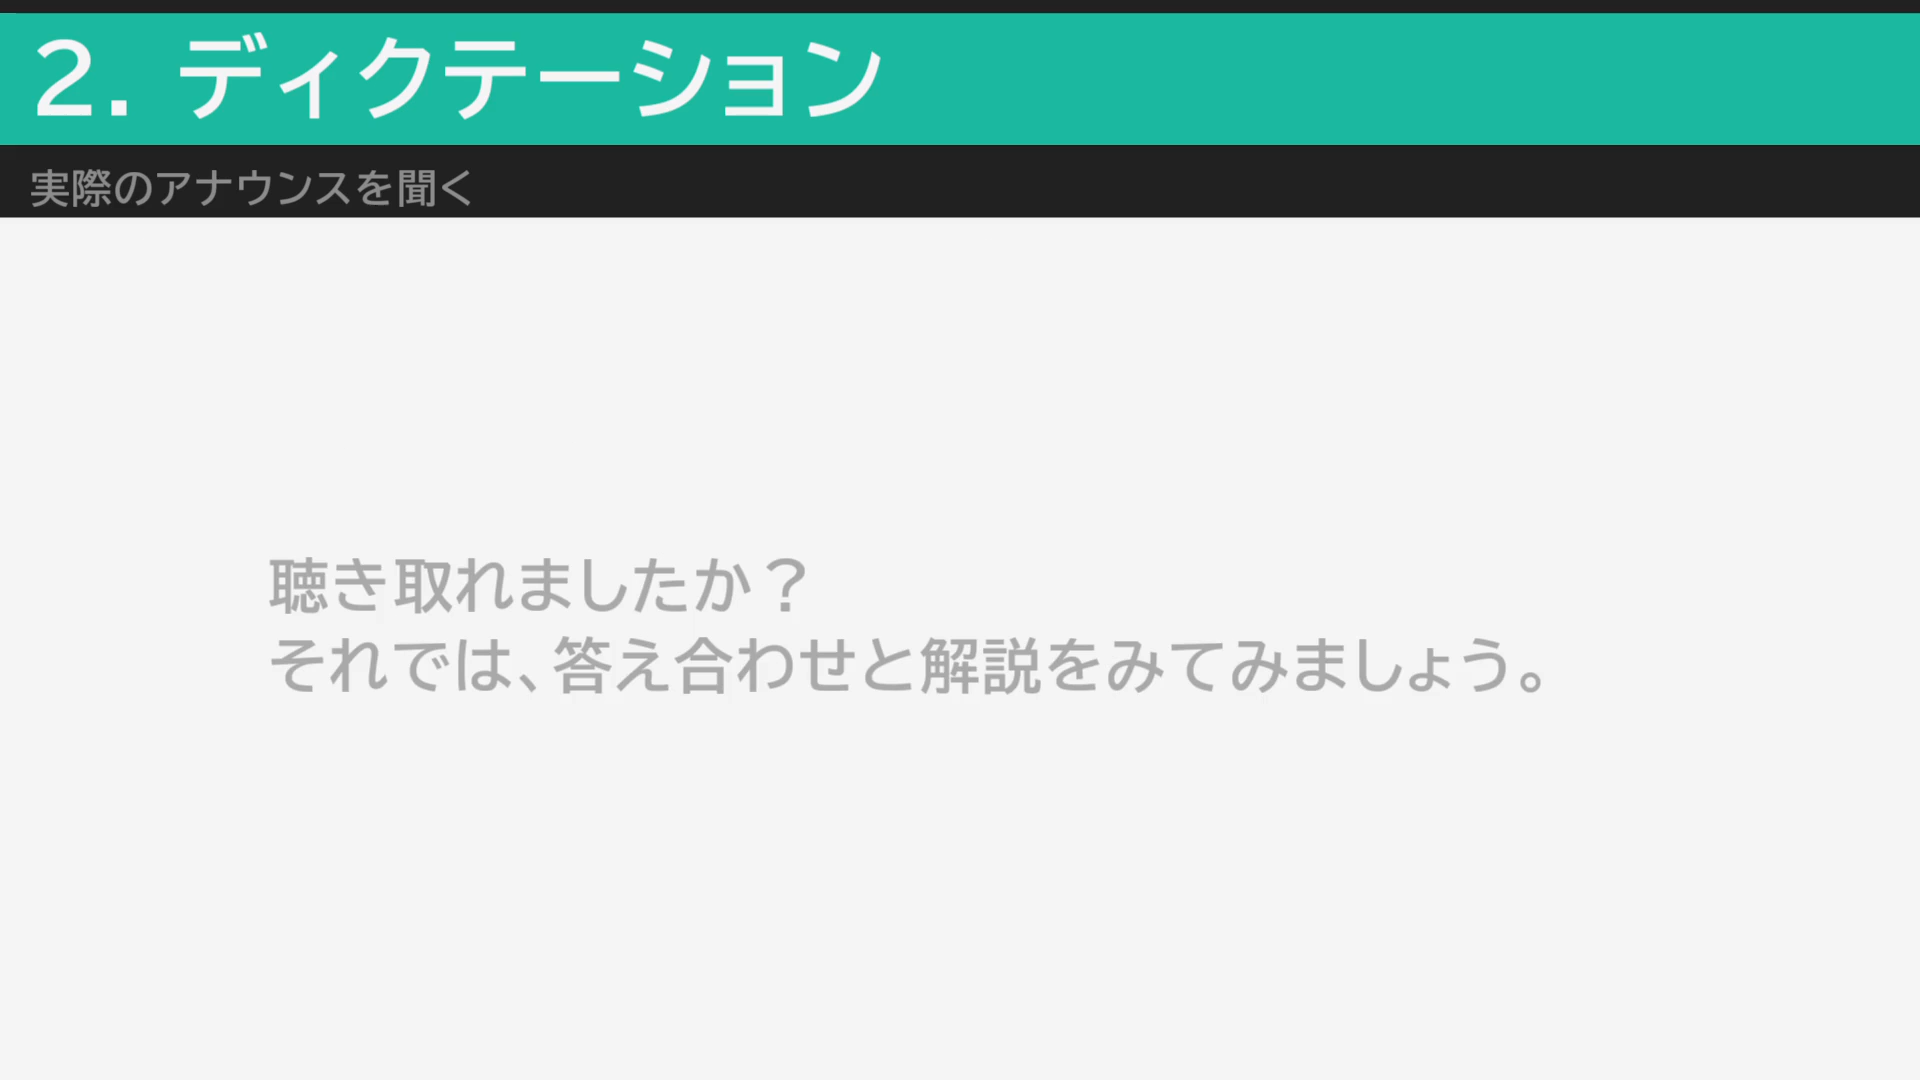 2. ディクテーション
実際のアナウンスを聞く
聴き取れましたか？
それでは、答え合わせと解説をみてみましょう。